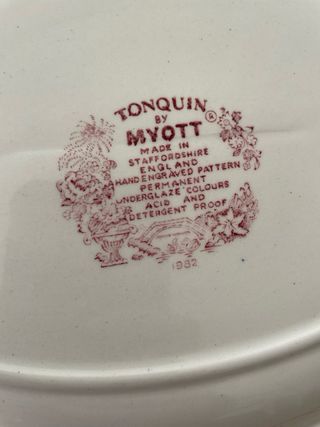 TONQUIN
BY
MYOTT ®
MADE IN
STAFFORDSHIRE
ENGLAND
HAND ENGRAVED PATTERN
PERMANENT
UNDERGLAZE COLOURS
ACID AND
DETERGENT PROOF
1982